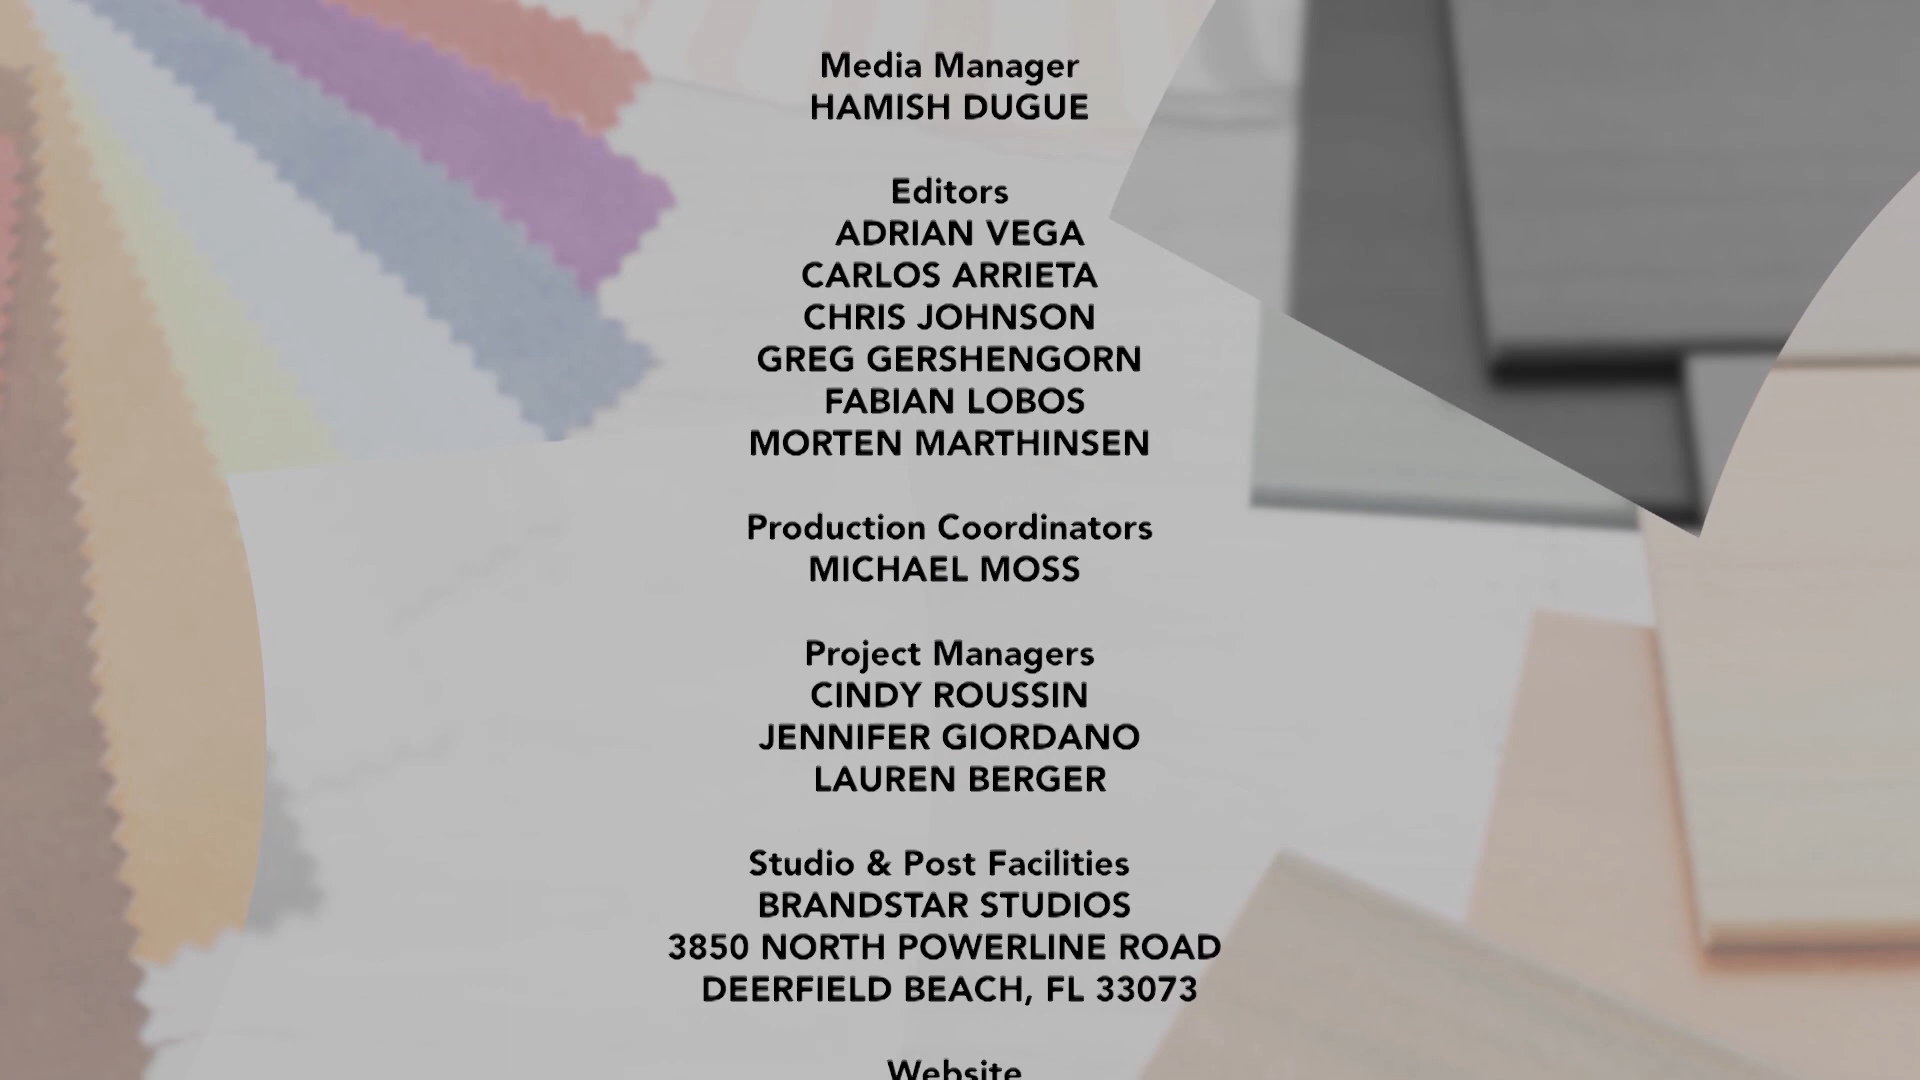 Media Manager
HAMISH DUGUE
Editors
ADRIAN VEGA
CARLOS ARRIETA
CHRIS JOHNSON
GREG GERSHENGORN
FABIAN LOBOS
MORTEN MARTHINSEN
Production Coordinators
MICHAEL MOSS
Project Managers
CINDY ROUSSIN
JENNIFER GIORDANO
LAUREN BERGER
Studio & Post Facilities
BRANDSTAR STUDIOS
3850 NORTH POWERLINE ROAD
DEERFIELD BEACH, FL 33073
Website